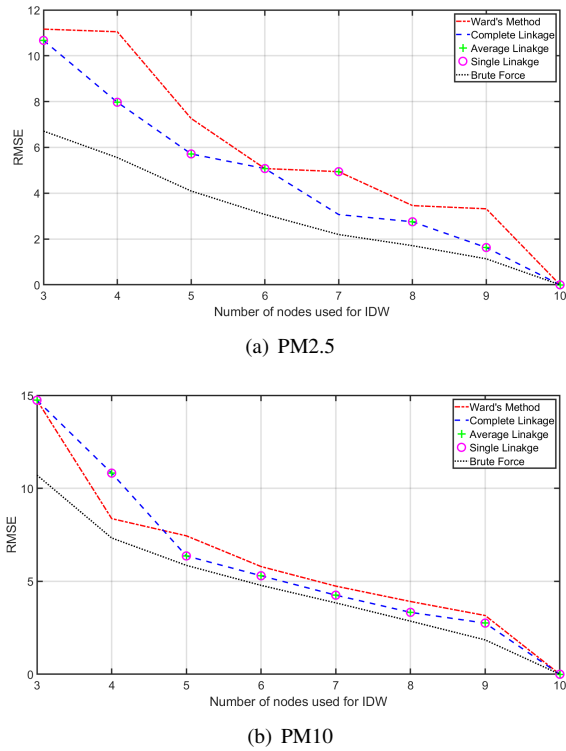 12
10
8
6
4
2
0
RMSE
3 4 5 6 7 8 9 10
Number of nodes used for IDW
Ward's Method
Complete Linkage
Average Linakge
Single Linakge
Brute Force
(a) PM2.5
15
10
5
0
RMSE
3 4 5 6 7 8 9 10
Number of nodes used for IDW
Ward's Method
Complete Linkage
Average Linakge
Single Linakge
Brute Force
(b) PM10